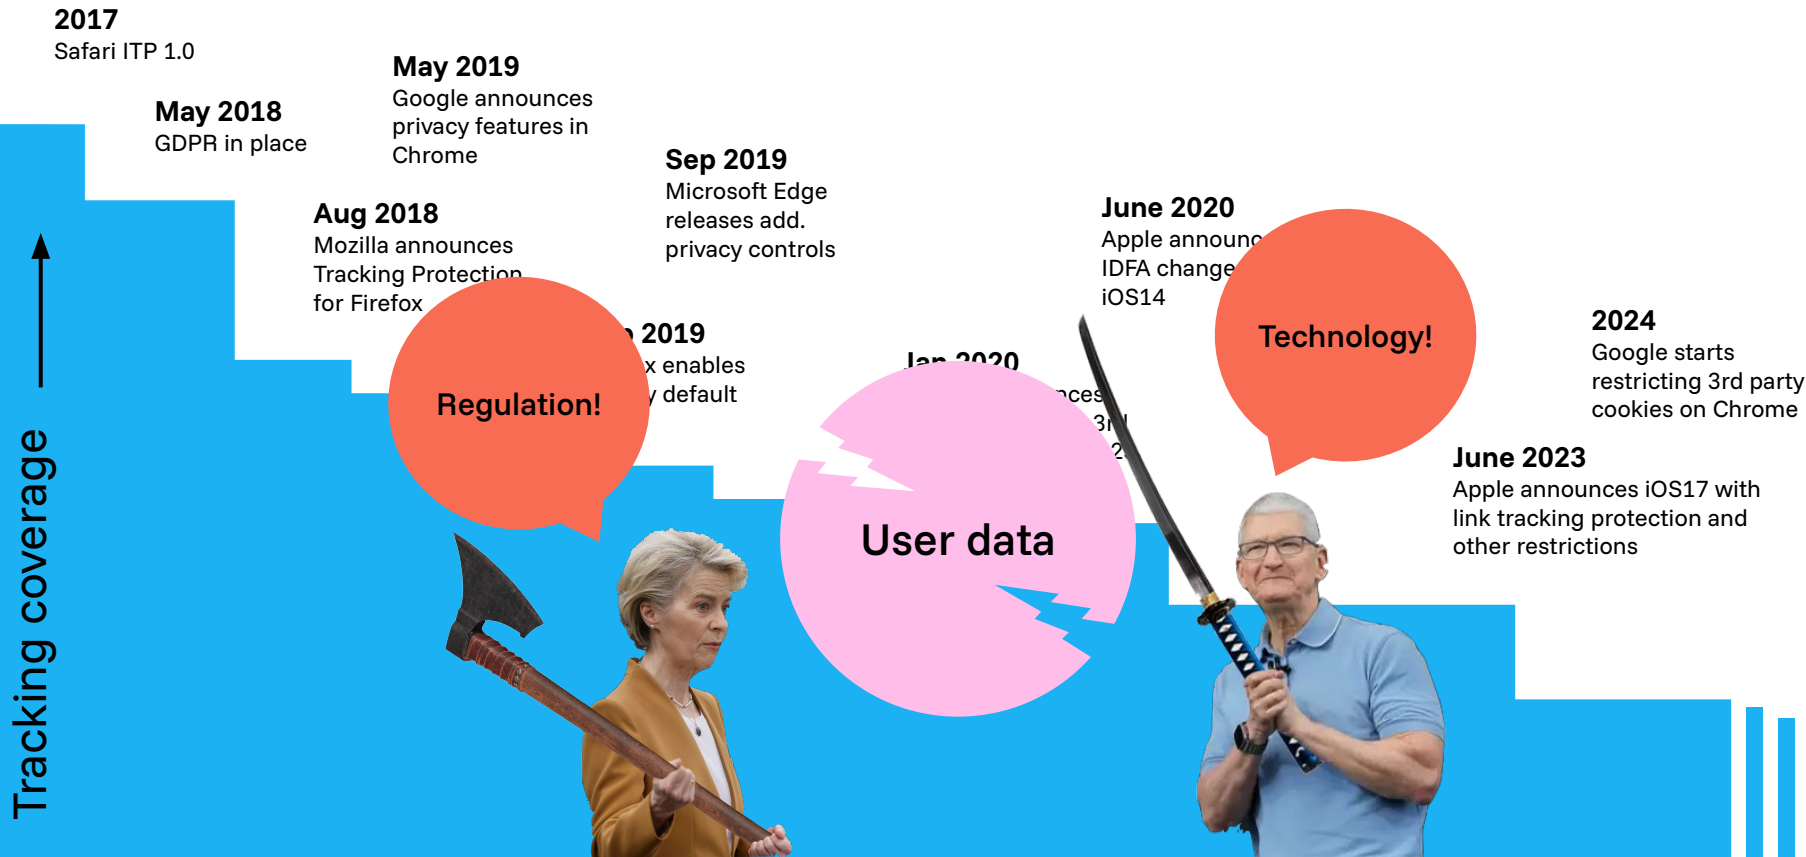 2017
Safari ITP 1.0
May 2018
GDPR in place
May 2019
Google announces
privacy features in
Chrome
Aug 2018
Mozilla announces
Tracking Protection
for Firefox
Sep 2019
Microsoft Edge
releases add.
privacy controls
2019
enables
default
Jan 2020
3rd
June 2020
Apple
IDFA
iOS14
Regulation!
User data
Technology!
June 2023
Apple announces iOS17 with
link tracking protection and
other restrictions
2024
Google starts
restricting 3rd party
cookies on Chrome
Tracking coverage